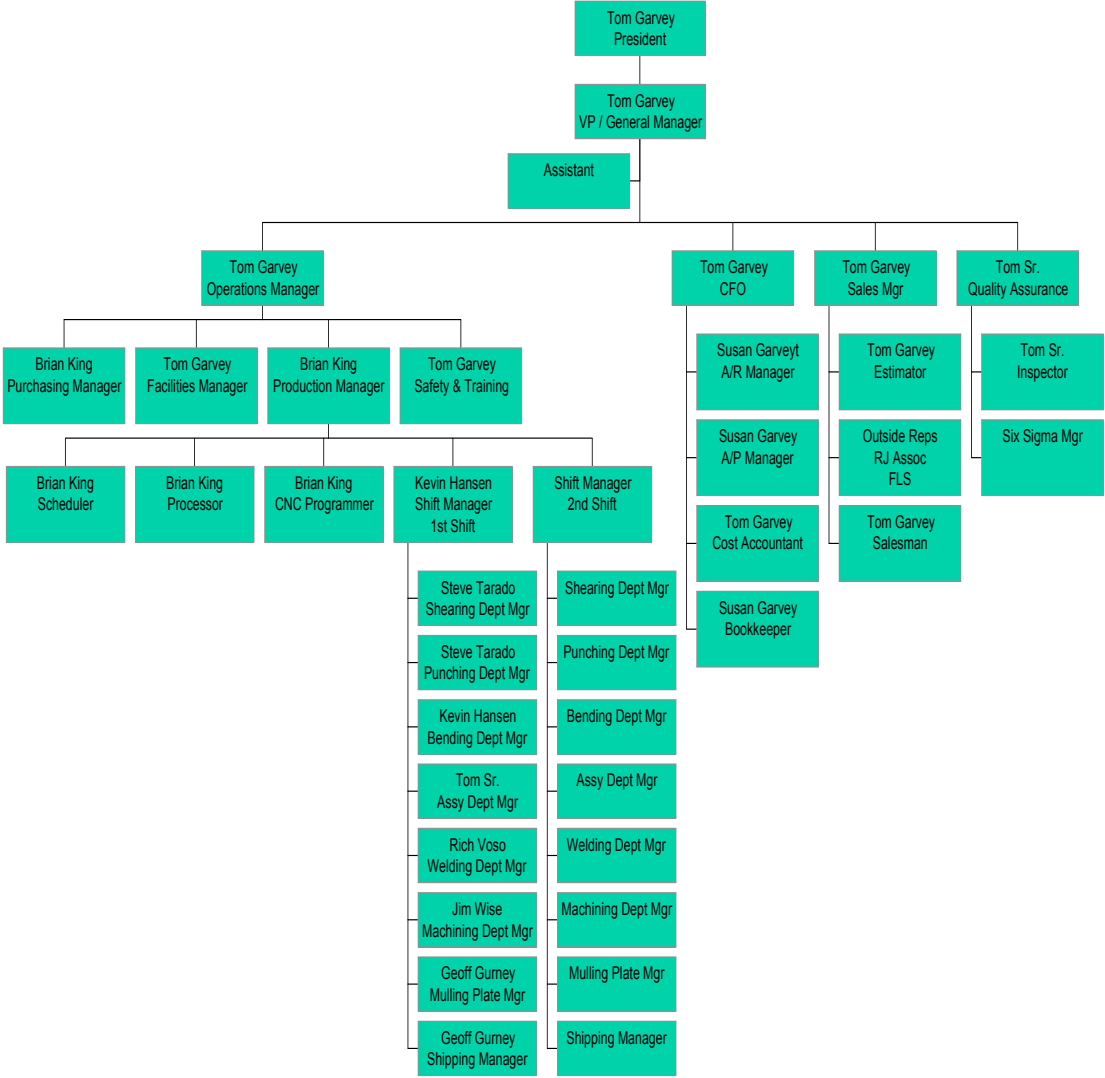 Tom Garvey
President
Tom Garvey
VP / General Manager
Assistant
Tom Garvey
Operations Manager
Tom Garvey
CFO
Tom Garvey
Sales Mgr
Tom Sr.
Quality Assurance
Brian King
Purchasing Manager
Tom Garvey
Facilities Manager
Brian King
Production Manager
Tom Garvey
Safety & Training
Brian King
Scheduler
Brian King
Processor
Brian King
CNC Programmer
Kevin Hansen
Shift Manager
1st Shift
Shift Manager
2nd Shift
Steve Tarado
Shearing Dept Mgr
Steve Tarado
Punching Dept Mgr
Kevin Hansen
Bending Dept Mgr
Tom Sr.
Assy Dept Mgr
Rich Voso
Welding Dept Mgr
Jim Wise
Machining Dept Mgr
Geoff Gurney
Mulling Plate Mgr
Geoff Gurney
Shipping Manager
Shearing Dept Mgr
Punching Dept Mgr
Bending Dept Mgr
Assy Dept Mgr
Welding Dept Mgr
Machining Dept Mgr
Mulling Plate Mgr
Shipping Manager
Susan Garveyt
A/R Manager
Susan Garvey
A/P Manager
Tom Garvey
Cost Accountant
Susan Garvey
Bookkeeper
Tom Garvey
Estimator
Outside Reps
RJ Assoc
FLS
Tom Garvey
Salesman
Tom Sr.
Inspector
Six Sigma Mgr